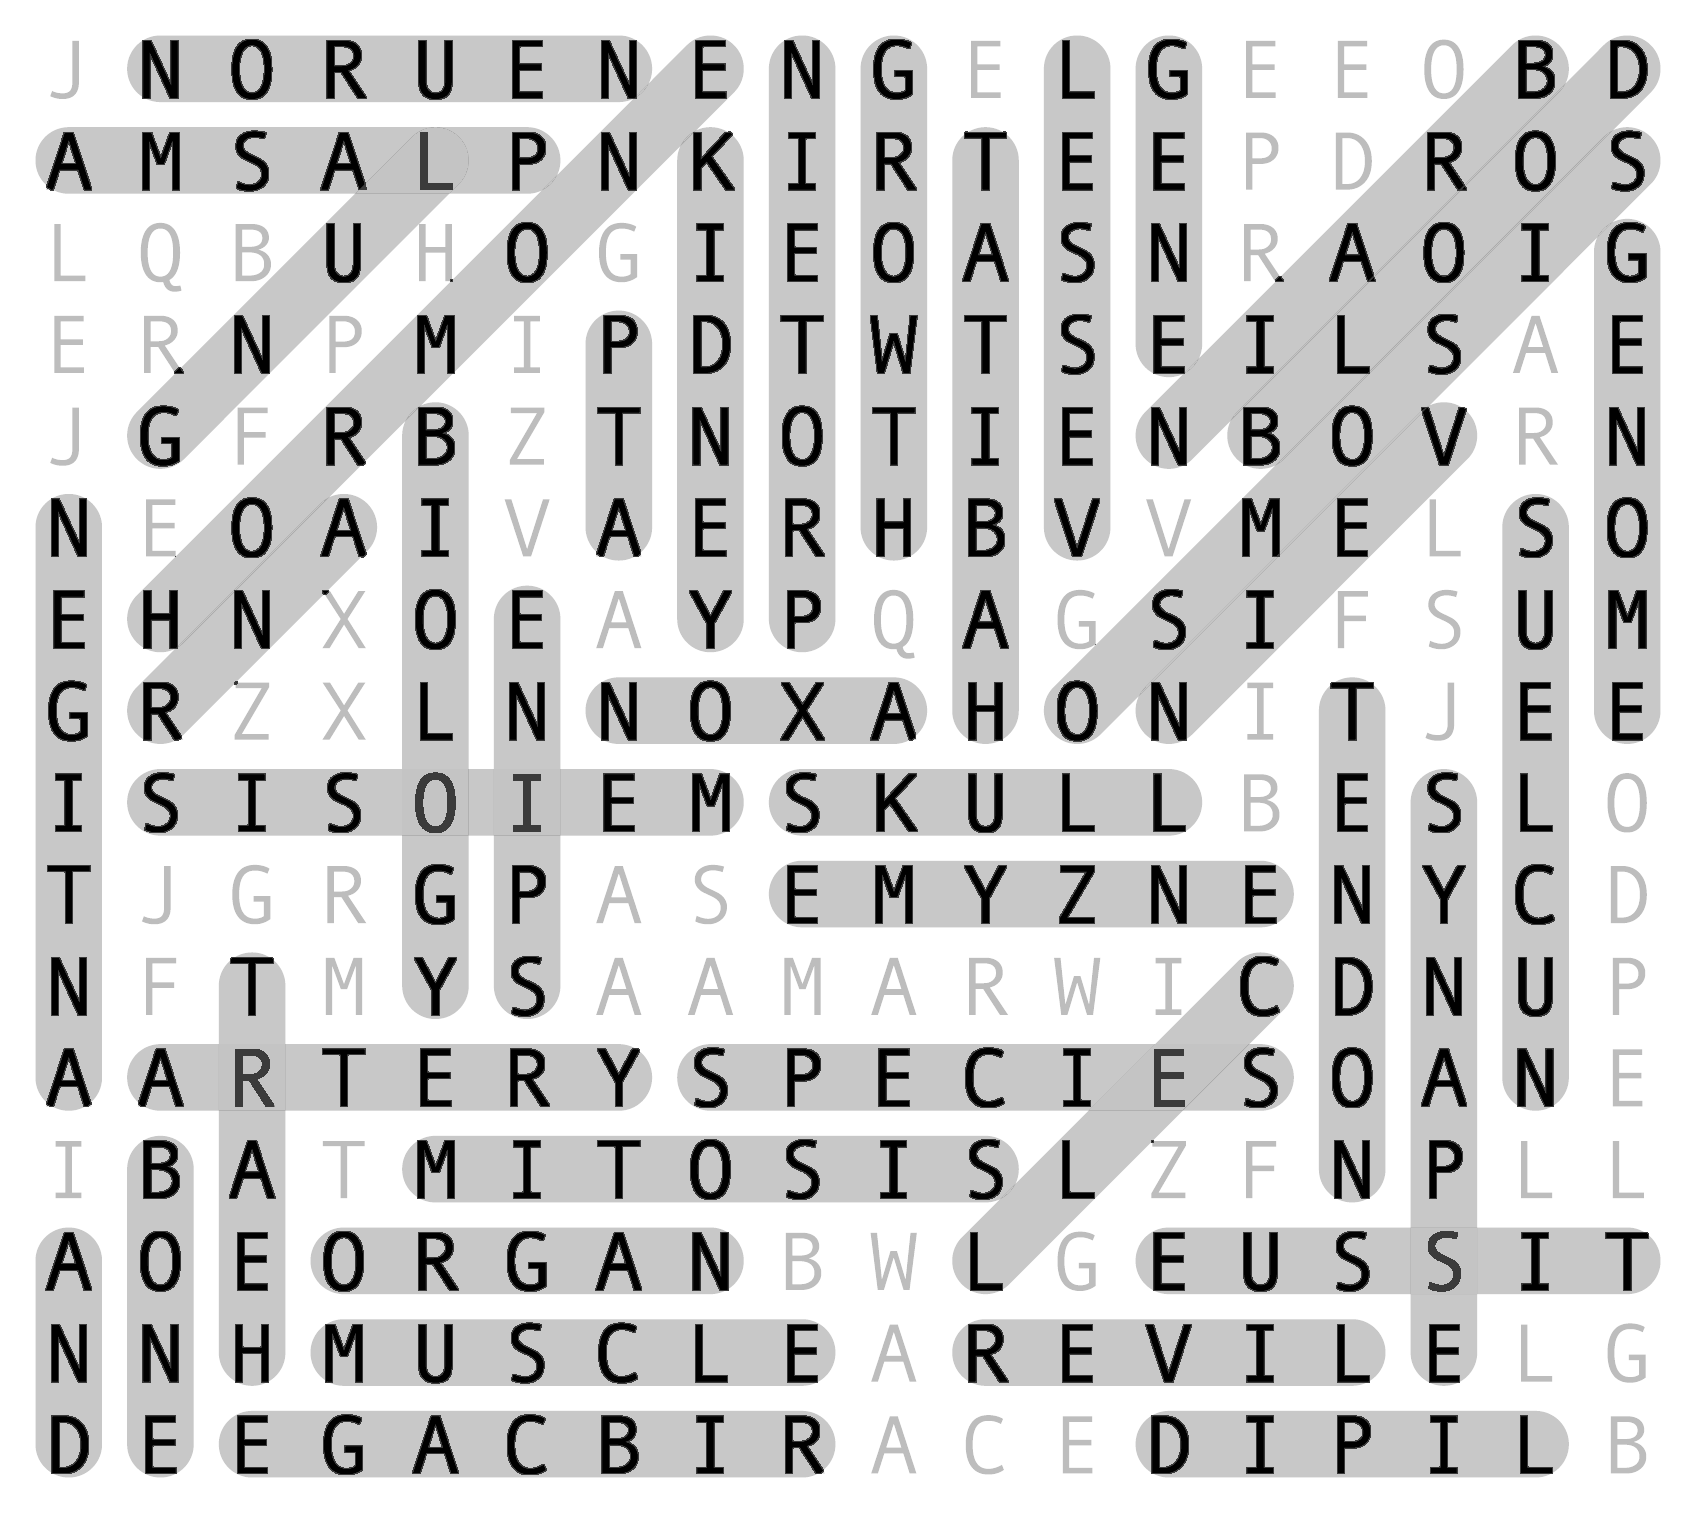 J N O R U E N E N G E L G E E O B D
A M S A L P N K I R T E E P D R O S
L Q B U H O G I E O A S N R A O I G
E R N P M I P D T W T S E I L S A E
J G F R B Z T N O T I E N B O V R N
N E O A I V A E R H B V V M E L S O
E H N X O E A Y P Q A G S I F S U M
G R Z X L N N O X A H O N I T J E E
I S I S O I E M S K U L L B E S L O
T J G R G P A S E M Y Z N E N Y C D
N F T M Y S A A M A R W I C D N U P
A A R T E R Y S P E C I E S O A N E
I B A T M I T O S I S L Z F N P L L
A O E O R G A N B W L G E U S S I T
N N H M U S C L E A R E V I L E L G
D E E G A C B I R A C E D I P I L B